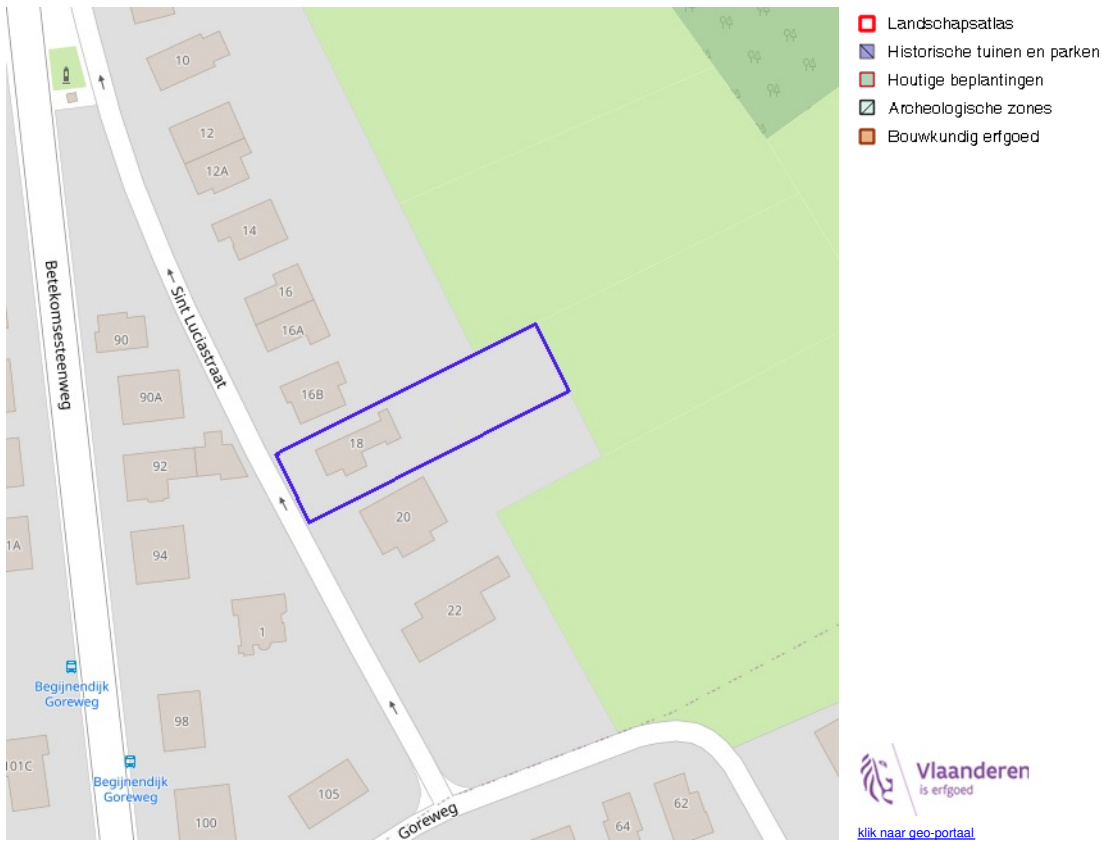 10
12
12A
14
16
16A
Betekomsesteenweg
Sint Luciastraat
90
16B
90A
18
92
20
1A
94
22
1
Begijnendijk
Goreweg
98
101C
Begijnendijk
Goreweg
105
62
100
Goreweg
64
Landschapsatlas
Historische tuinen en parken
Houtige beplantingen
Archeologische zones
Bouwkundig erfgoed
Vlaanderen
is erfgoed
klik naar geo-portaal